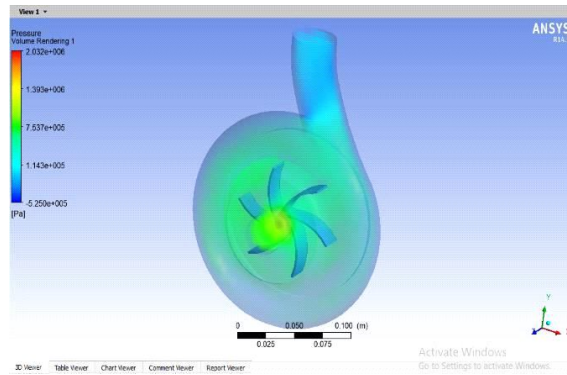 View 1
ANSYS
Pressure
Volume Rendering 1
2.032e+006
1.393e+006
7.537e+005
1.143e+005
-5.250e+005
[Pa]
0 0.050 0.100 (m)
0.025 0.075
Y
Activate Windows
Go to Settings to activate Windows.
3D Viewer Table Viewer Chart Viewer Comment Viewer Report Viewer